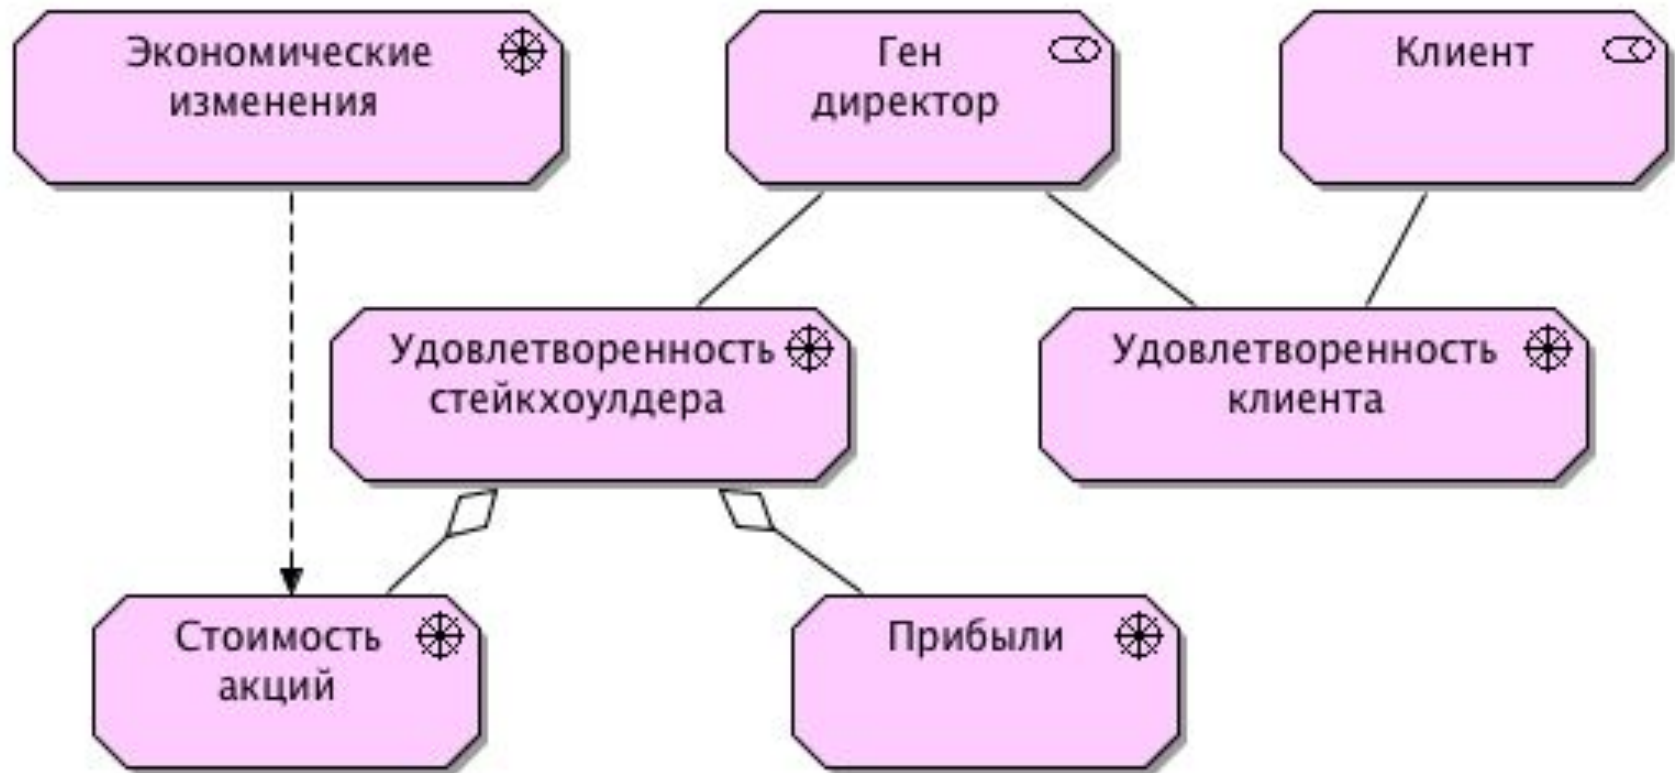 Экономические
изменения
Ген
директор
Клиент
Удовлетворенность
стейкхоулдера
Удовлетворенность
клиента
Стоимость
акций
Прибыли